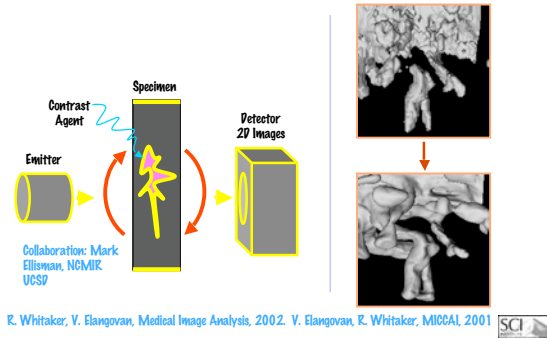 Specimen
Contrast
Agent
Detector
2D Images
Emitter
Collaboration: Mark
Ellisman, NCMIR
UCSD
R. Whitaker, V. Elangovan, Medical Image Analysis, 2002. V. Elangovan, R. Whitaker, MICCAI, 2001
SCI